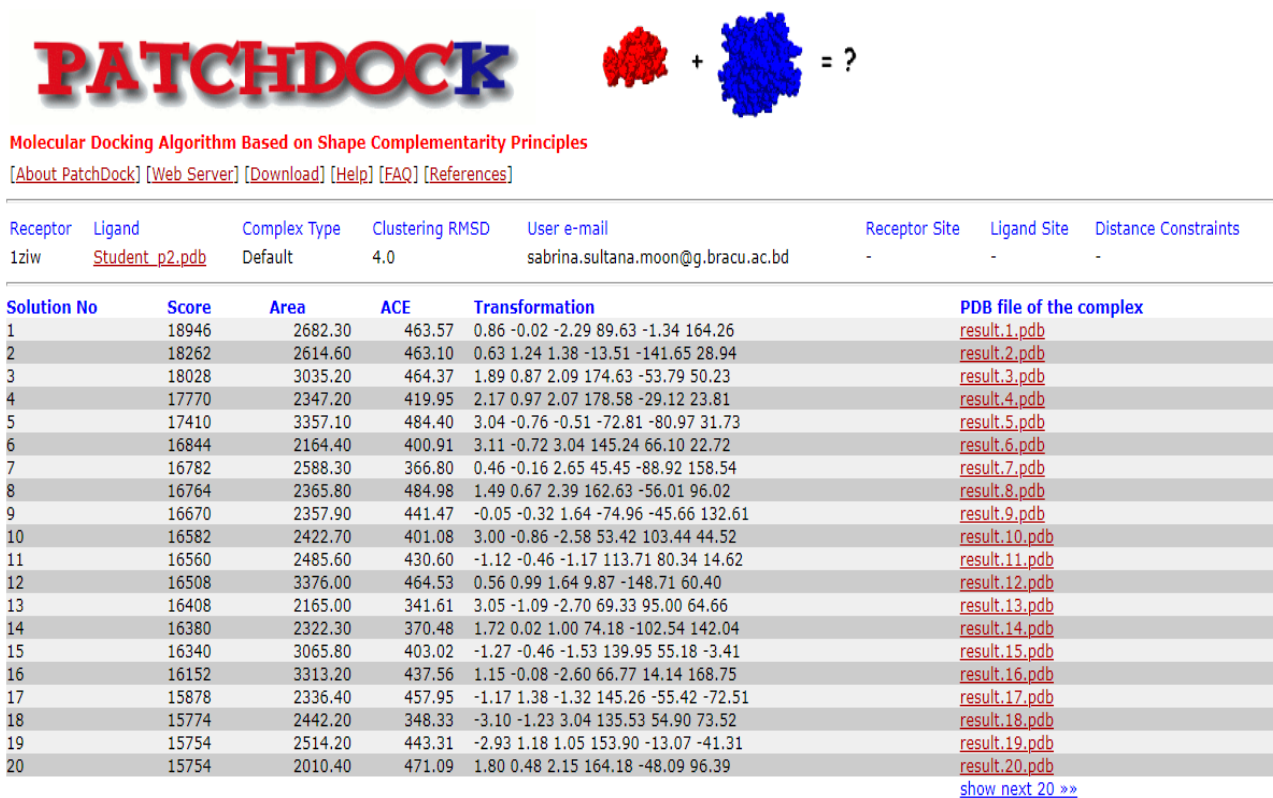 PATCHDOCK + = ?
Molecular Docking Algorithm Based on Shape Complementarity Principles
[About PatchDock] [Web Server] [Download] [Help] [FAQ] [References]
Receptor Ligand Complex Type Clustering RMSD User e-mail Receptor Site Ligand Site Distance Constraints
1ziw Student_p2.pdb Default 4.0 sabrina.sultana.moon@g.bracu.ac.bd - - -
Solution No Score Area ACE Transformation PDB file of the complex
1 18946 2682.30 463.57 0.86 -0.02 -2.29 89.63 -1.34 164.26 result.1.pdb
2 18262 2614.60 463.10 0.63 1.24 1.38 -13.51 -141.65 28.94 result.2.pdb
3 18028 3035.20 464.37 1.89 0.87 2.09 174.63 -53.79 50.23 result.3.pdb
4 17770 2347.20 419.95 2.17 0.97 2.07 178.58 -29.12 23.81 result.4.pdb
5 17410 3357.10 484.40 3.04 -0.76 -0.51 -72.81 -80.97 31.73 result.5.pdb
6 16844 2164.40 400.91 3.11 -0.72 3.04 145.24 66.10 22.72 result.6.pdb
7 16782 2588.30 366.80 0.46 -0.16 2.65 45.45 -88.92 158.54 result.7.pdb
8 16764 2365.80 484.98 1.49 0.67 2.39 162.63 -56.01 96.02 result.8.pdb
9 16670 2357.90 441.47 -0.05 -0.32 1.64 -74.96 -45.66 132.61 result.9.pdb
10 16582 2422.70 401.08 3.00 -0.86 -2.58 53.42 103.44 44.52 result.10.pdb
11 16560 2485.60 430.60 -1.12 -0.46 -1.17 113.71 80.34 14.62 result.11.pdb
12 16508 3376.00 464.53 0.56 0.99 1.64 9.87 -148.71 60.40 result.12.pdb
13 16408 2165.00 341.61 3.05 -1.09 -2.70 69.33 95.00 64.66 result.13.pdb
14 16380 2322.30 370.48 1.72 0.02 1.00 74.18 -102.54 142.04 result.14.pdb
15 16340 3065.80 403.02 -1.27 -0.46 -1.53 139.95 55.18 -3.41 result.15.pdb
16 16152 3313.20 437.56 1.15 -0.08 -2.60 66.77 14.14 168.75 result.16.pdb
17 15878 2336.40 457.95 -1.17 1.38 -1.32 145.26 -55.42 -72.51 result.17.pdb
18 15774 2442.20 348.33 -3.10 -1.23 3.04 135.53 54.90 73.52 result.18.pdb
19 15754 2514.20 443.31 -2.93 1.18 1.05 153.90 -13.07 -41.31 result.19.pdb
20 15754 2010.40 471.09 1.80 0.48 2.15 164.18 -48.09 96.39 result.20.pdb
show next 20 »»